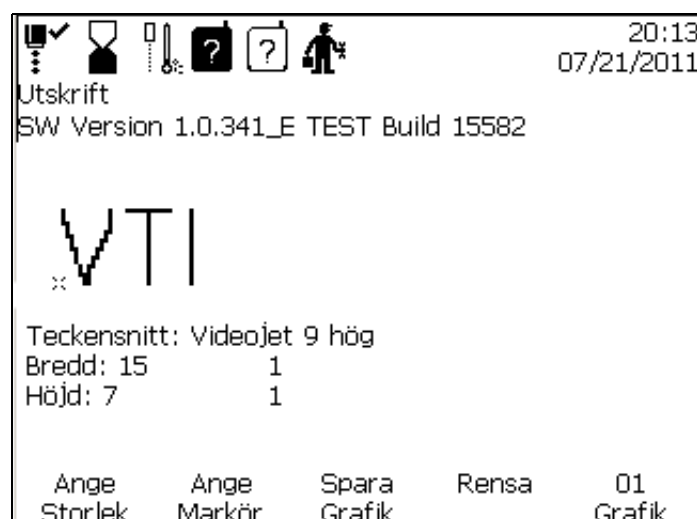 20:13
07/21/2011
Utskrift
SW Version 1.0.341_E TEST Build 15582
VTI
Teckensnitt: Videojet 9 hög
Bredd: 15 1
Höjd: 7 1
Ange Ange Spara Rensa 01
Storlek Markör Grafik Grafik